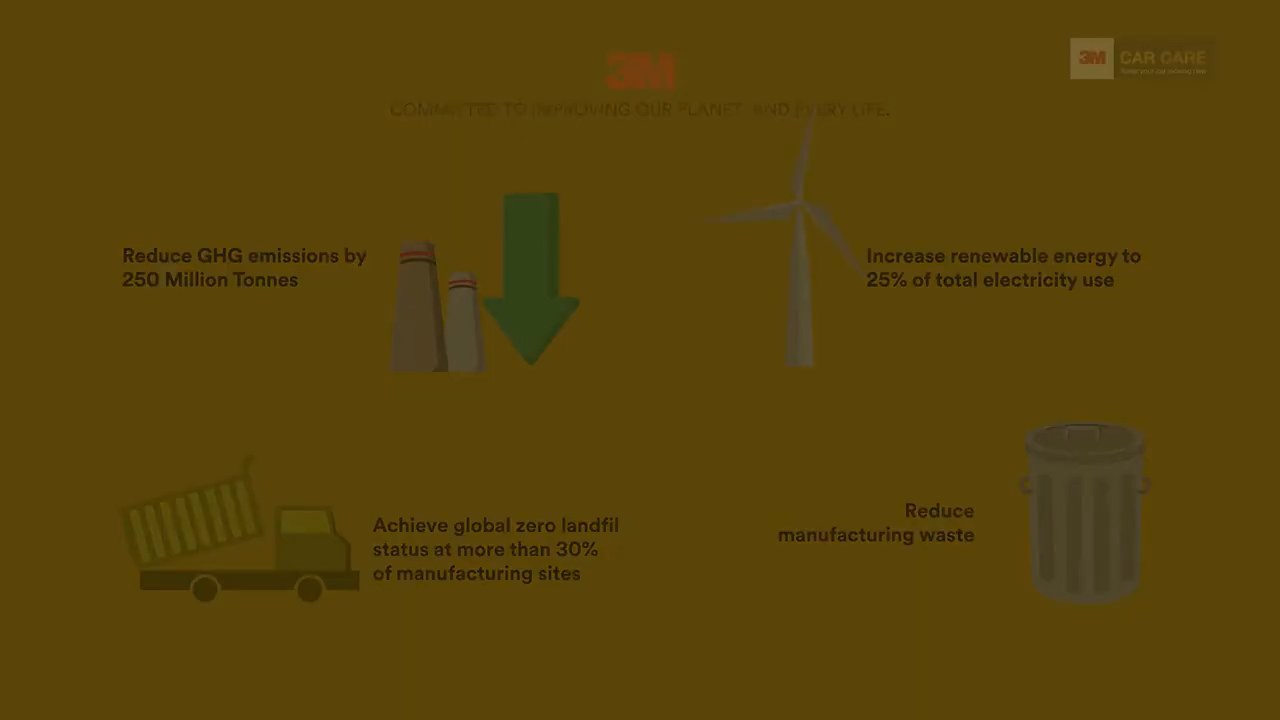 3M
3M CAR CARE
COMMITTED TO IMPROVING OUR PLANET, AND EVERY LIFE.
Reduce GHG emissions by
250 Million Tonnes
Increase renewable energy to
25% of total electricity use
Achieve global zero landfil
status at more than 30%
of manufacturing sites
Reduce
manufacturing waste